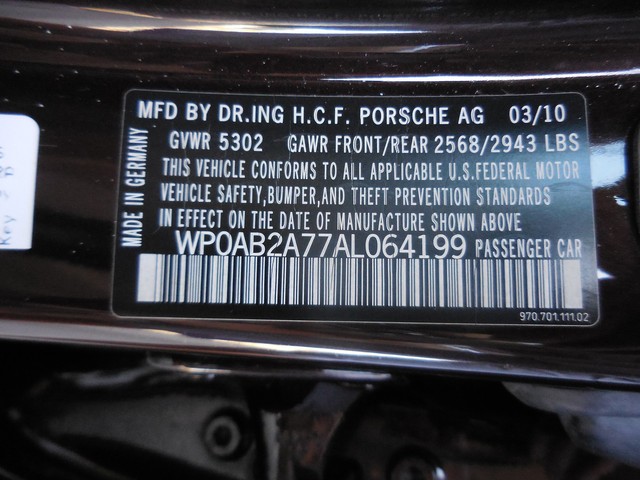 MFD BY DR.ING H.C.F. PORSCHE AG 03/10
GVWR 5302 GAWR FRONT/REAR 2568/2943 LBS
THIS VEHICLE CONFORMS TO ALL APPLICABLE U.S.FEDERAL MOTOR
VEHICLE SAFETY,BUMPER,AND THEFT PREVENTION STANDARDS
IN EFFECT ON THE DATE OF MANUFACTURE SHOWN ABOVE
WP0AB2A77AL064199 PASSENGER CAR
970.701.111.02
MADE IN GERMANY
Key